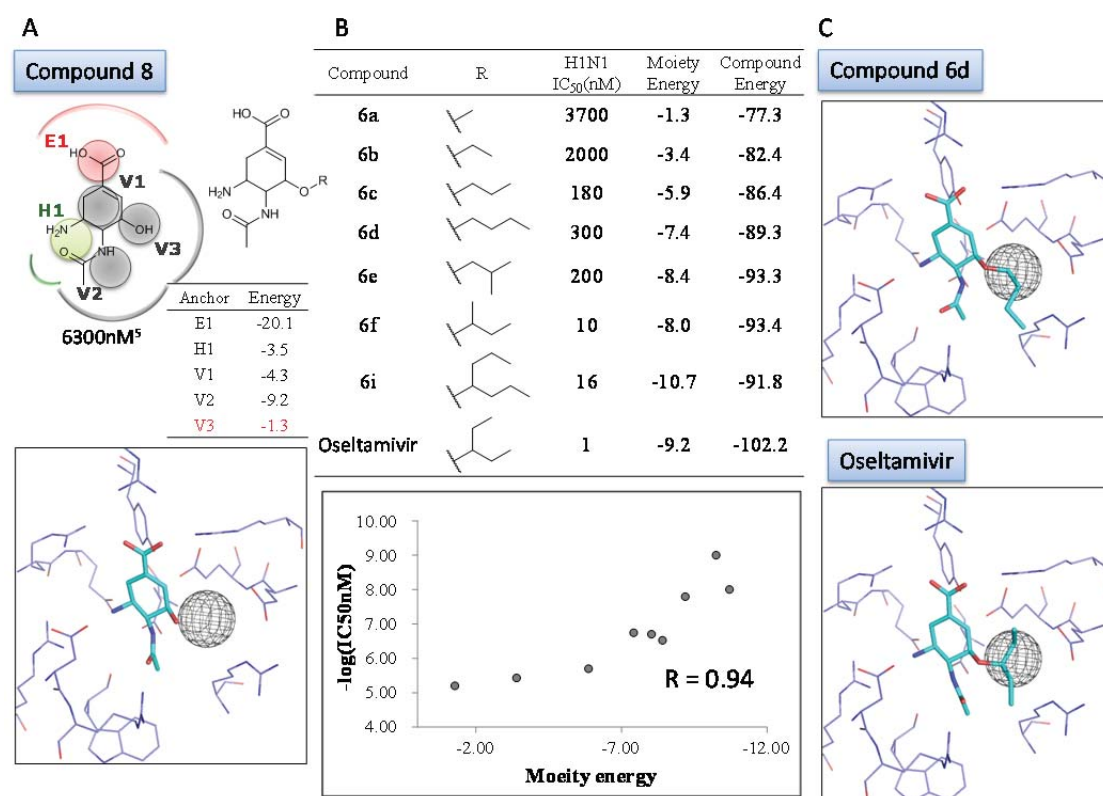 A
Compound 8
E1
HO
O
V1
H1
H2N
OH
NH
O
V3
V2
6300nM5
HO
O
H2N
O
R
NH
O
Anchor Energy
E1 -20.1
H1 -3.5
V1 -4.3
V2 -9.2
V3 -1.3
B
Compound R H1N1 IC50(nM) Moiety Energy Compound Energy
6a 3700 -1.3 -77.3
6b 2000 -3.4 -82.4
6c 180 -5.9 -86.4
6d 300 -7.4 -89.3
6e 200 -8.4 -93.3
6f 10 -8.0 -93.4
6i 16 -10.7 -91.8
Oseltamivir 1 -9.2 -102.2
10.00
9.00
8.00
7.00
6.00
5.00
4.00
-log(IC50nM)
R = 0.94
-2.00 -7.00 -12.00
Moeity energy
C
Compound 6d
Oseltamivir